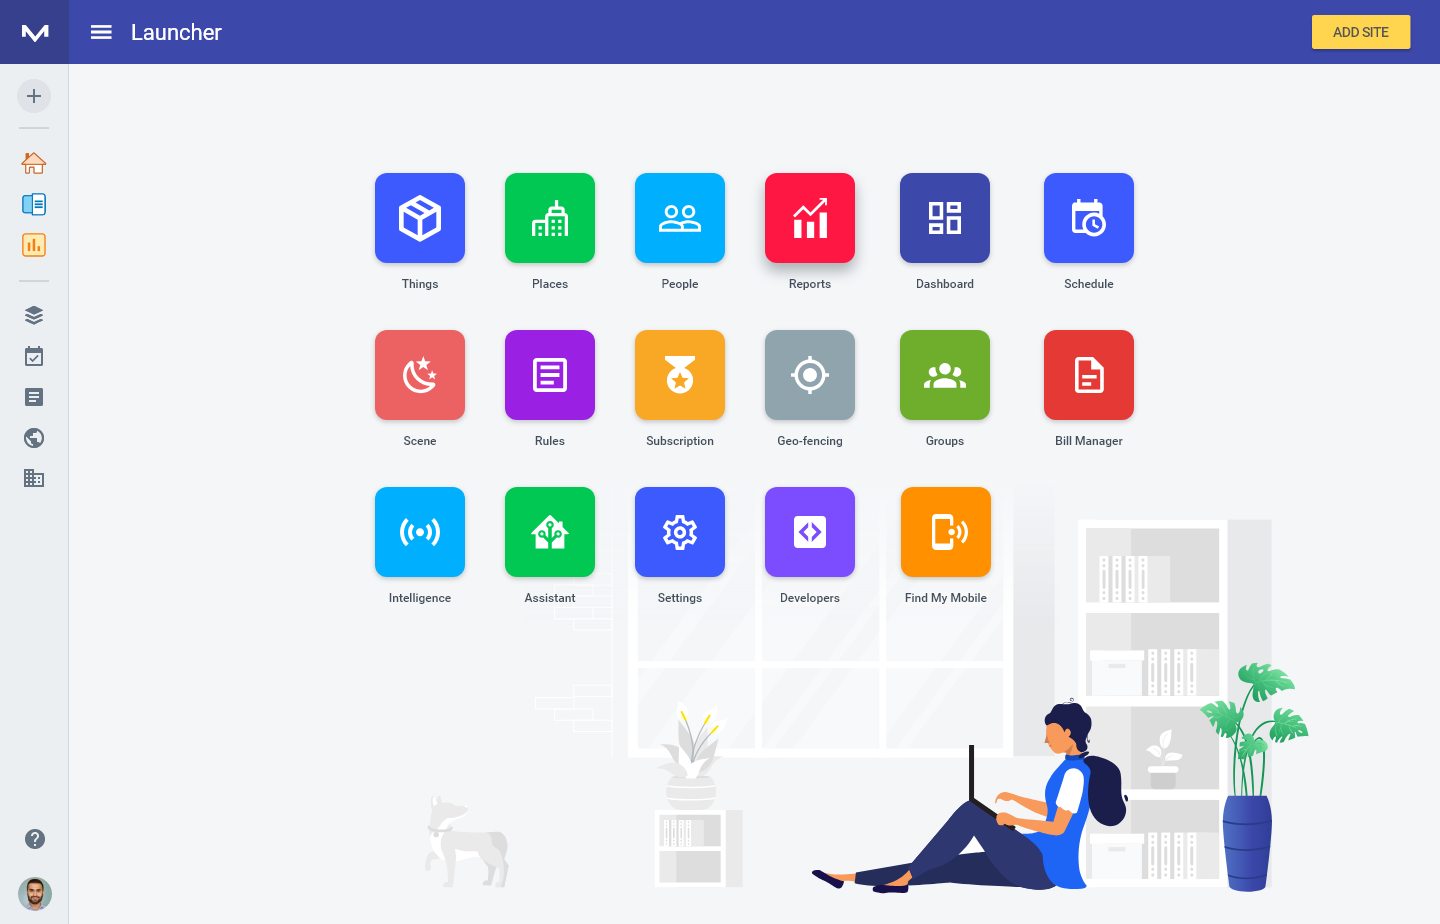 Launcher
ADD SITE
Things
Places
People
Reports
Dashboard
Schedule
Scene
Rules
Subscription
Geo-fencing
Groups
Bill Manager
Intelligence
Assistant
Settings
Developers
Find My Mobile